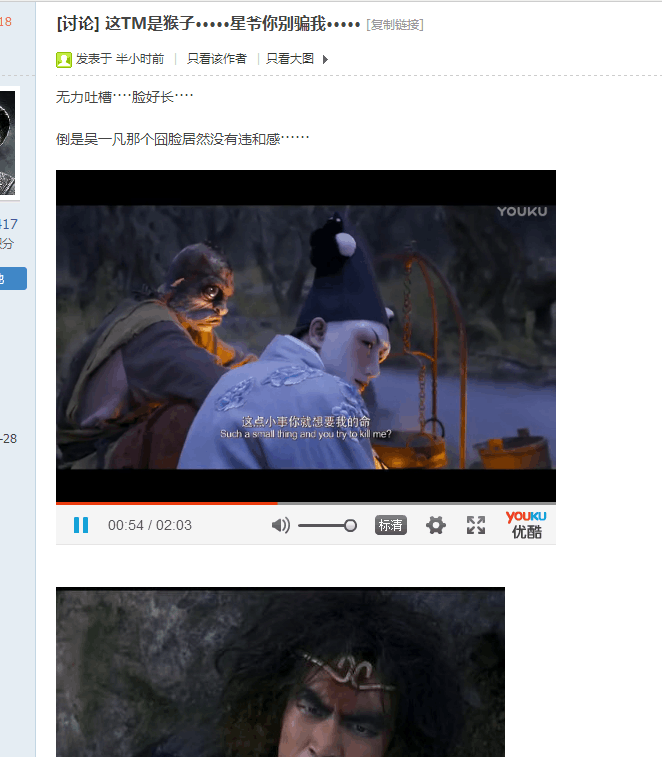 18
[讨论] 这TM是猴子•••••星爷你别骗我••••• [复制链接]
发表于 半小时前 | 只看该作者 | 只看大图
无力吐槽····脸好长····
倒是吴一凡那个囧脸居然没有违和感······
417
积分
YOUKU
这点小事你就想要我的命
Such a small thing and you try to kill me?
-28
00:54 / 02:03
标清
YOUKU
优酷